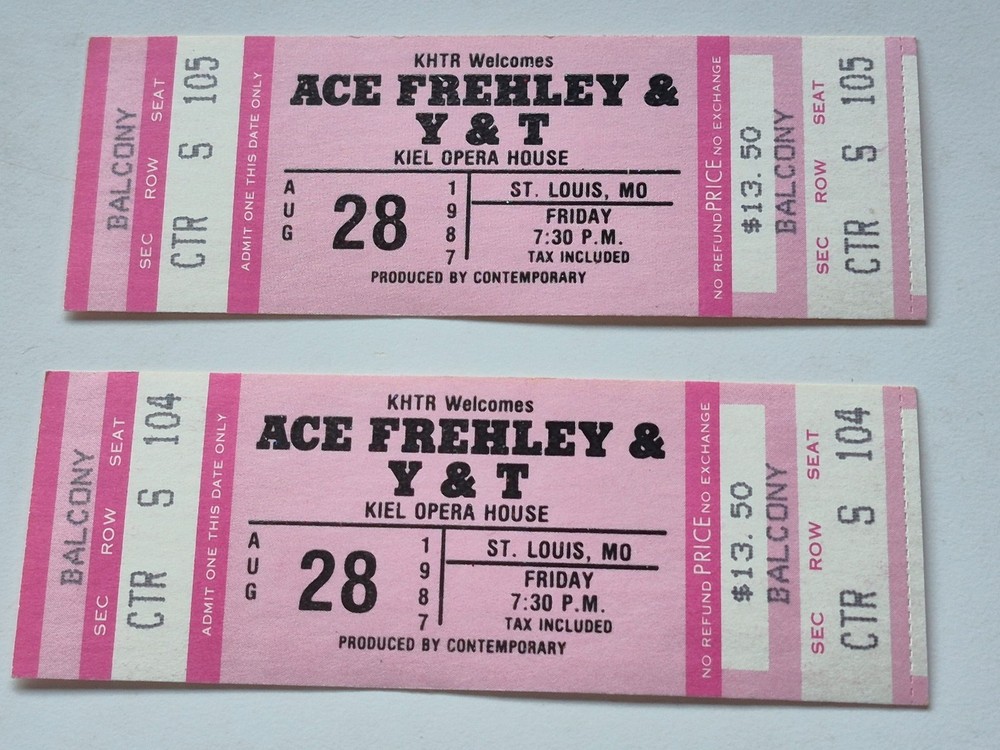 BALCONY
SEC ROW SEAT
CTR S 105
ADMIT ONE THIS DATE ONLY
KHTR Welcomes
ACE FREHLEY &
Y & T
KIEL OPERA HOUSE
AUG 28 1987
ST. LOUIS, MO
FRIDAY
7:30 P.M.
TAX INCLUDED
PRODUCED BY CONTEMPORARY
NO REFUND PRICE NO EXCHANGE
$13.50
BALCONY
SEC ROW SEAT
CTR S 105
BALCONY
SEC ROW SEAT
CTR S 104
ADMIT ONE THIS DATE ONLY
KHTR Welcomes
ACE FREHLEY &
Y & T
KIEL OPERA HOUSE
AUG 28 1987
ST. LOUIS, MO
FRIDAY
7:30 P.M.
TAX INCLUDED
PRODUCED BY CONTEMPORARY
NO REFUND PRICE NO EXCHANGE
$13.50
BALCONY
SEC ROW SEAT
CTR S 104